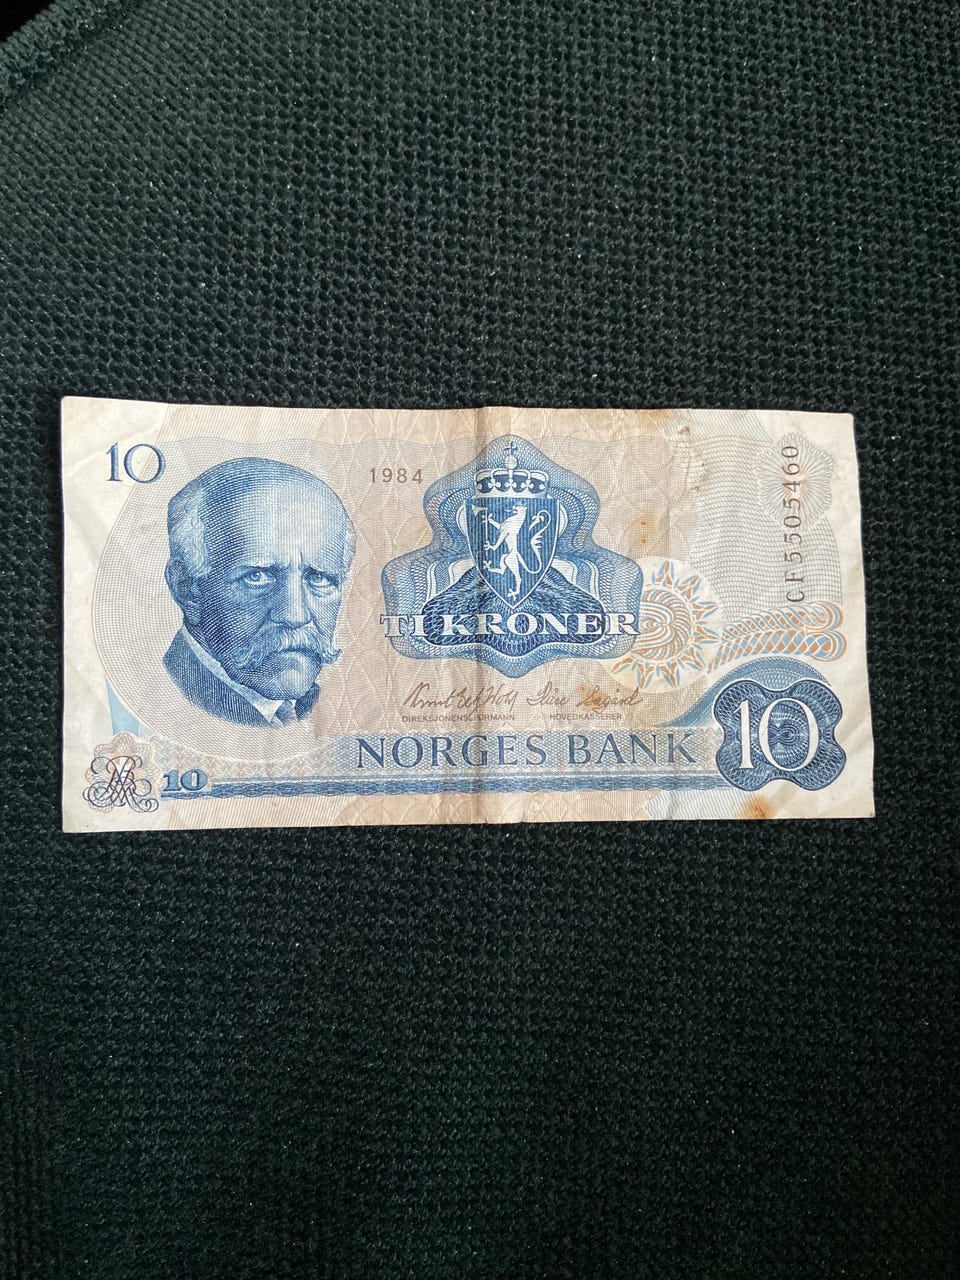 10
1984
CF5505460
TI KRONER
DIREKSJONENS FORMANN
HOVEDKASSERER
NORGES BANK
10
10